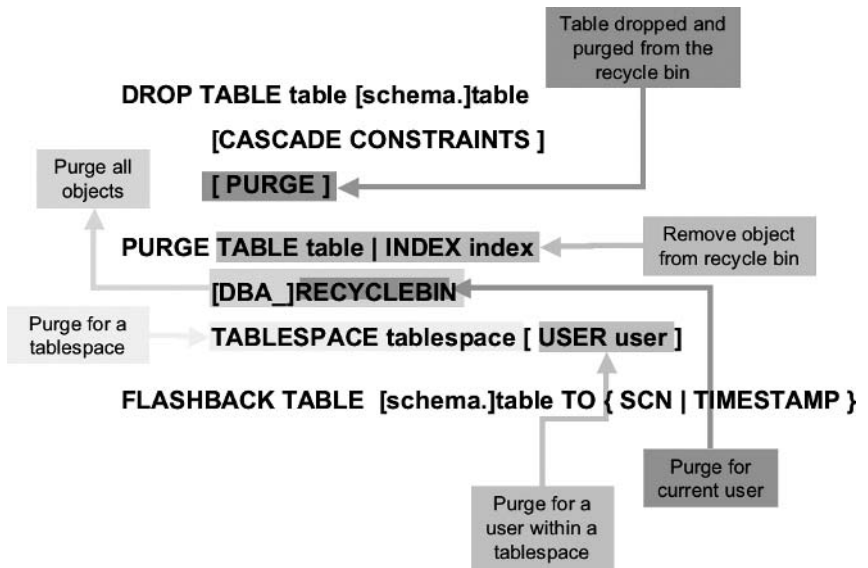 Table dropped and
purged from the
recycle bin
DROP TABLE table [schema.]table
[CASCADE CONSTRAINTS ]
Purge all
objects
[ PURGE ]
PURGE TABLE table | INDEX index
Remove object
from recycle bin
[DBA_]RECYCLEBIN
Purge for a
tablespace
TABLESPACE tablespace [ USER user ]
FLASHBACK TABLE [schema.]table TO { SCN | TIMESTAMP }
Purge for
current user
Purge for a
user within a
tablespace